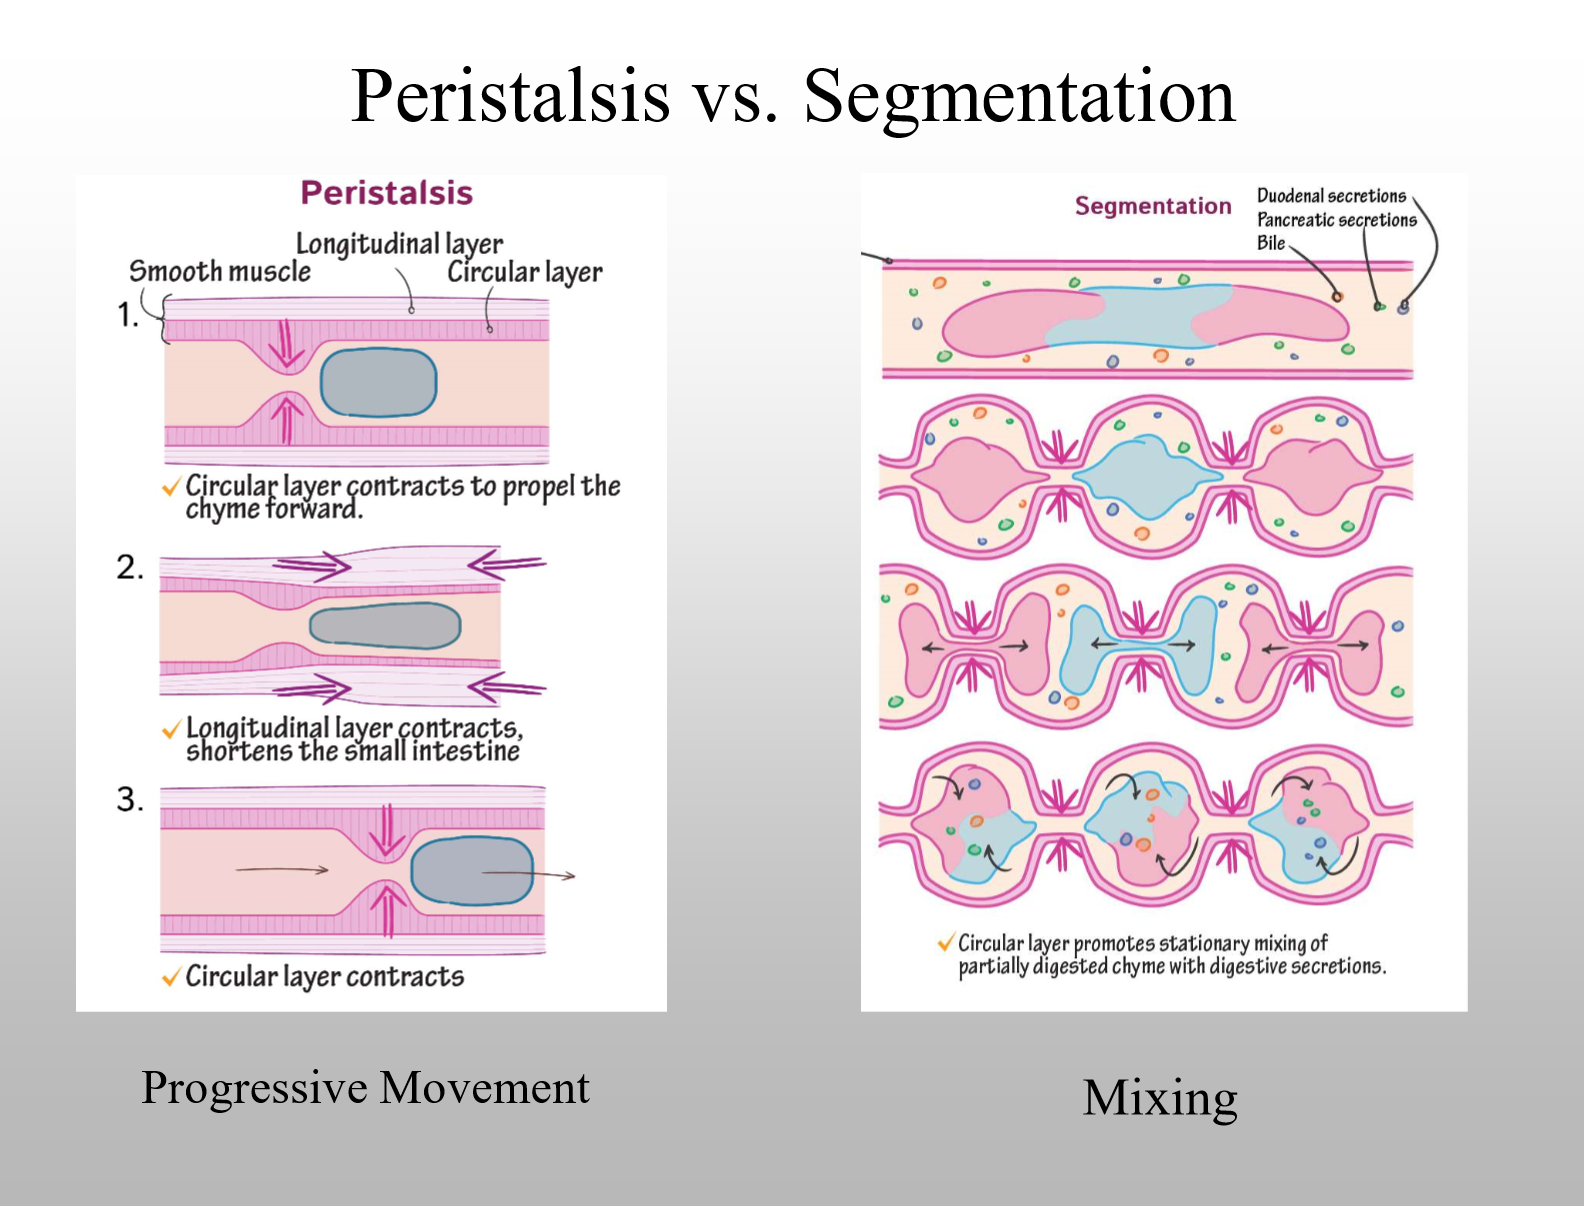 Peristalsis vs. Segmentation
Peristalsis
Longitudinal layer
Smooth muscle
Circular layer
1.
✓ Circular layer contracts to propel the
chyme forward.
2.
✓ Longitudinal layer contracts,
shortens the small intestine
3.
✓ Circular layer contracts
Progressive Movement
Segmentation
Duodenal secretions
Pancreatic secretions
Bile
✓ Circular layer promotes stationary mixing of
partially digested chyme with digestive secretions.
Mixing